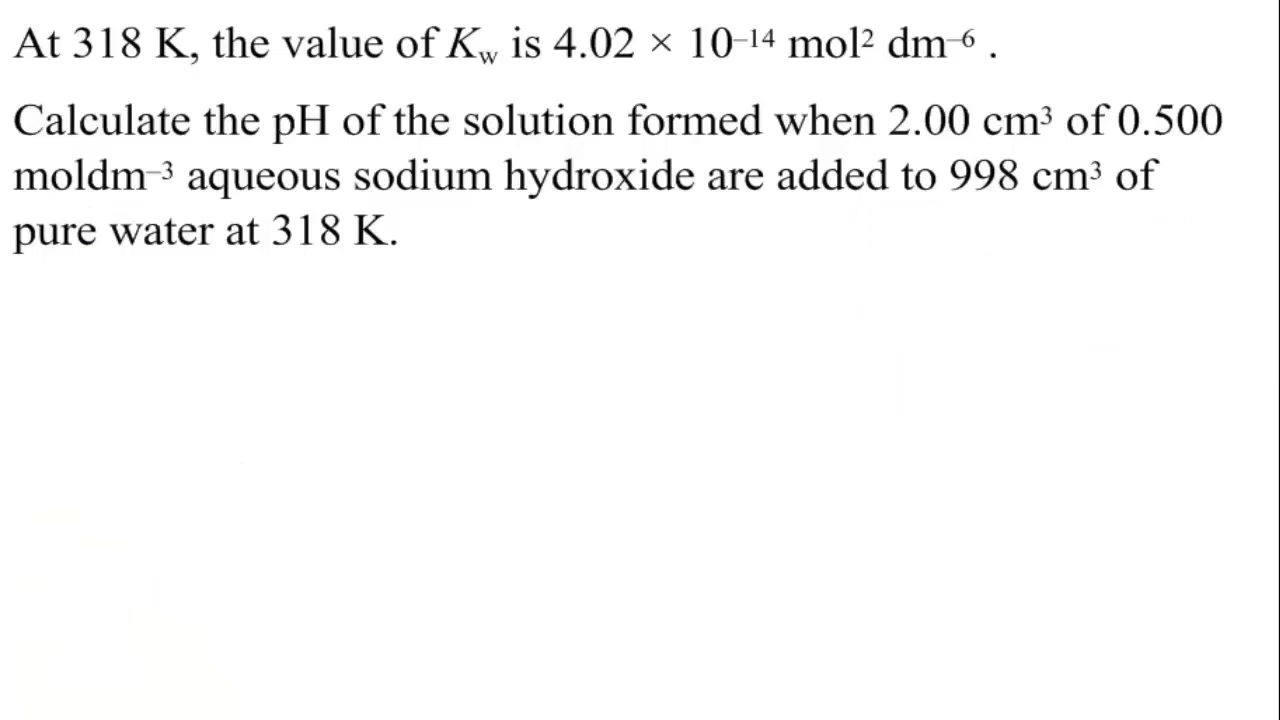 At 318 K, the value of Kw is 4.02 × 10–14 mol2 dm–6 .
Calculate the pH of the solution formed when 2.00 cm3 of 0.500
moldm–3 aqueous sodium hydroxide are added to 998 cm3 of
pure water at 318 K.